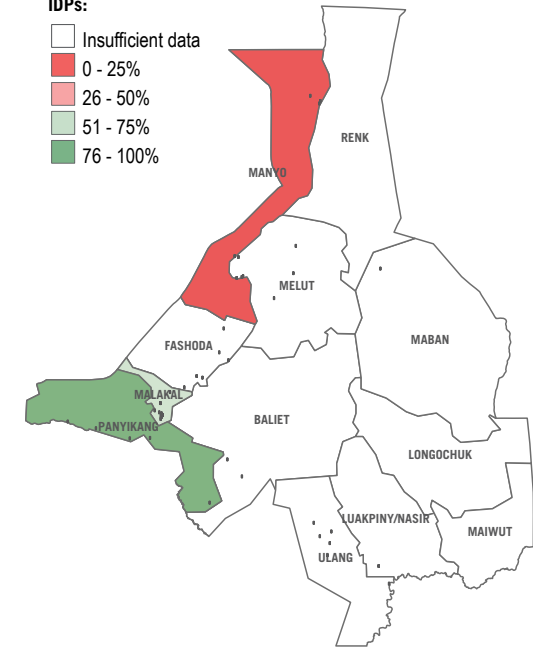 IDPs:
Insufficient data
0 - 25%
26 - 50%
51 - 75%
76 - 100%
RENK
MANYO
MELUT
FASHODA
MABAN
MALAKAL
BALIET
PANYIKANG
LONGOCHUK
LUAKPINY/NASIR
MAIWUT
ULANG